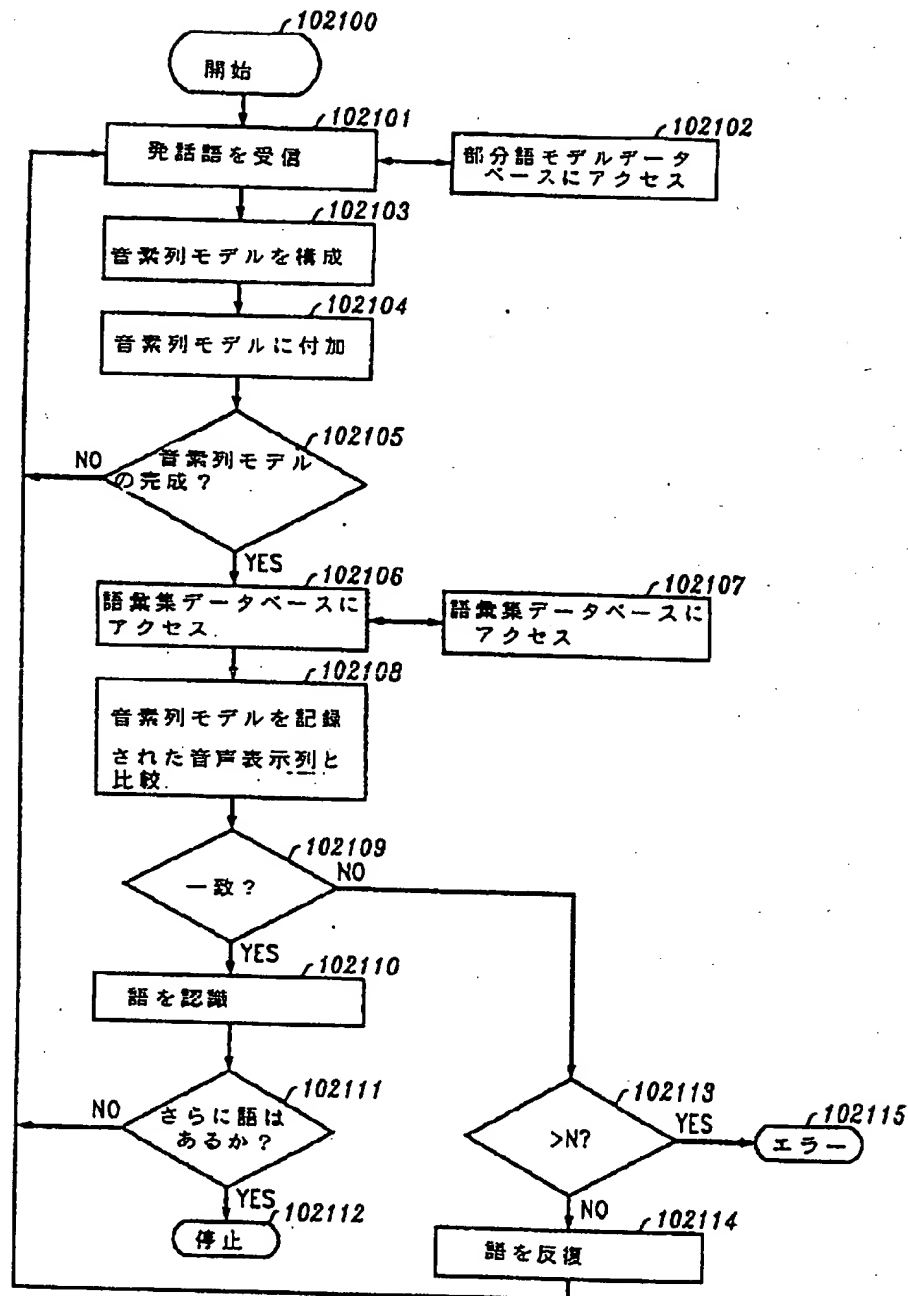 102100
開始
102101
発話語を受信
102102
部分語モデルデータ
ベースにアクセス
102103
音素列モデルを構成
102104
音素列モデルに付加
102105
NO
音素列モデル
の完成?
YES
102106
語彙集データベースに
アクセス
102107
語彙集データベースに
アクセス
102108
音素列モデルを記録
された音声表示列と
比較
102109
NO
一致?
YES
102110
語を認識
102111
NO
さらに語は
あるか?
YES
102112
停止
102113
>N?
YES
102115
エラー
NO
102114
語を反復